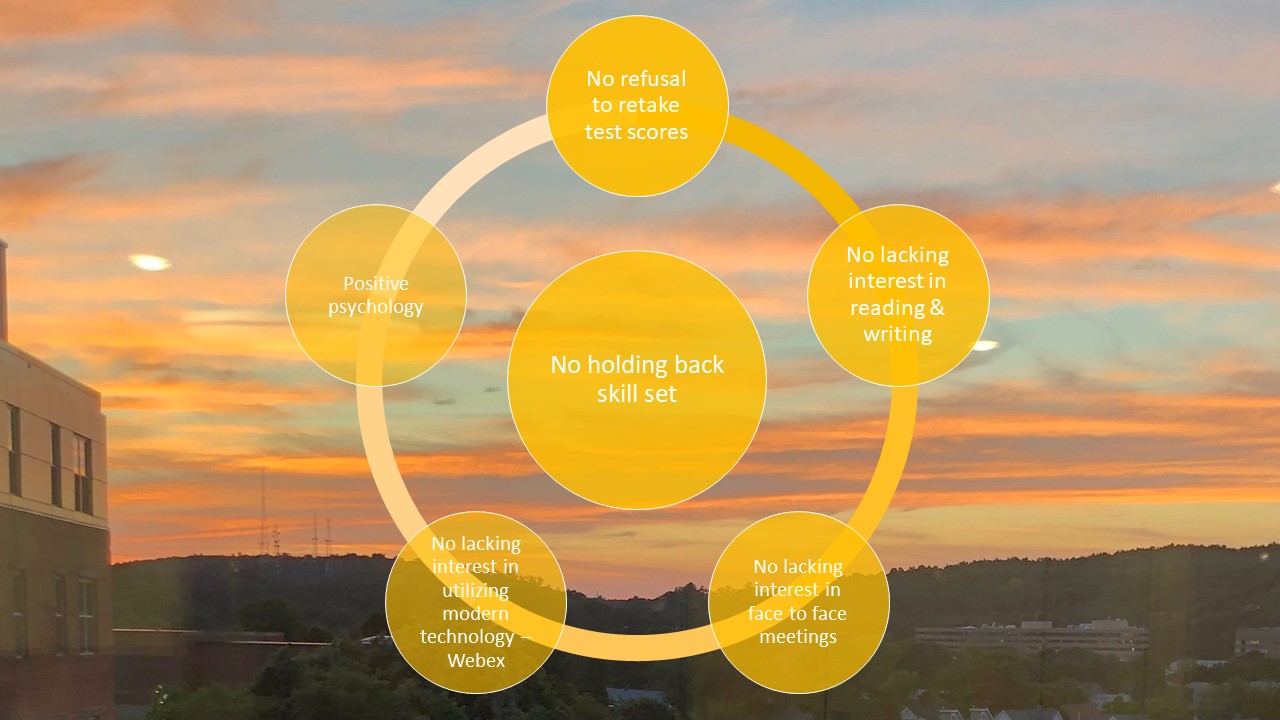 No refusal
to retake
test scores
No lacking
interest in
reading &
writing
No lacking
interest in
face to face
meetings
No lacking
interest in
utilizing
modern
technology –
Webex
Positive
psychology
No holding back
skill set